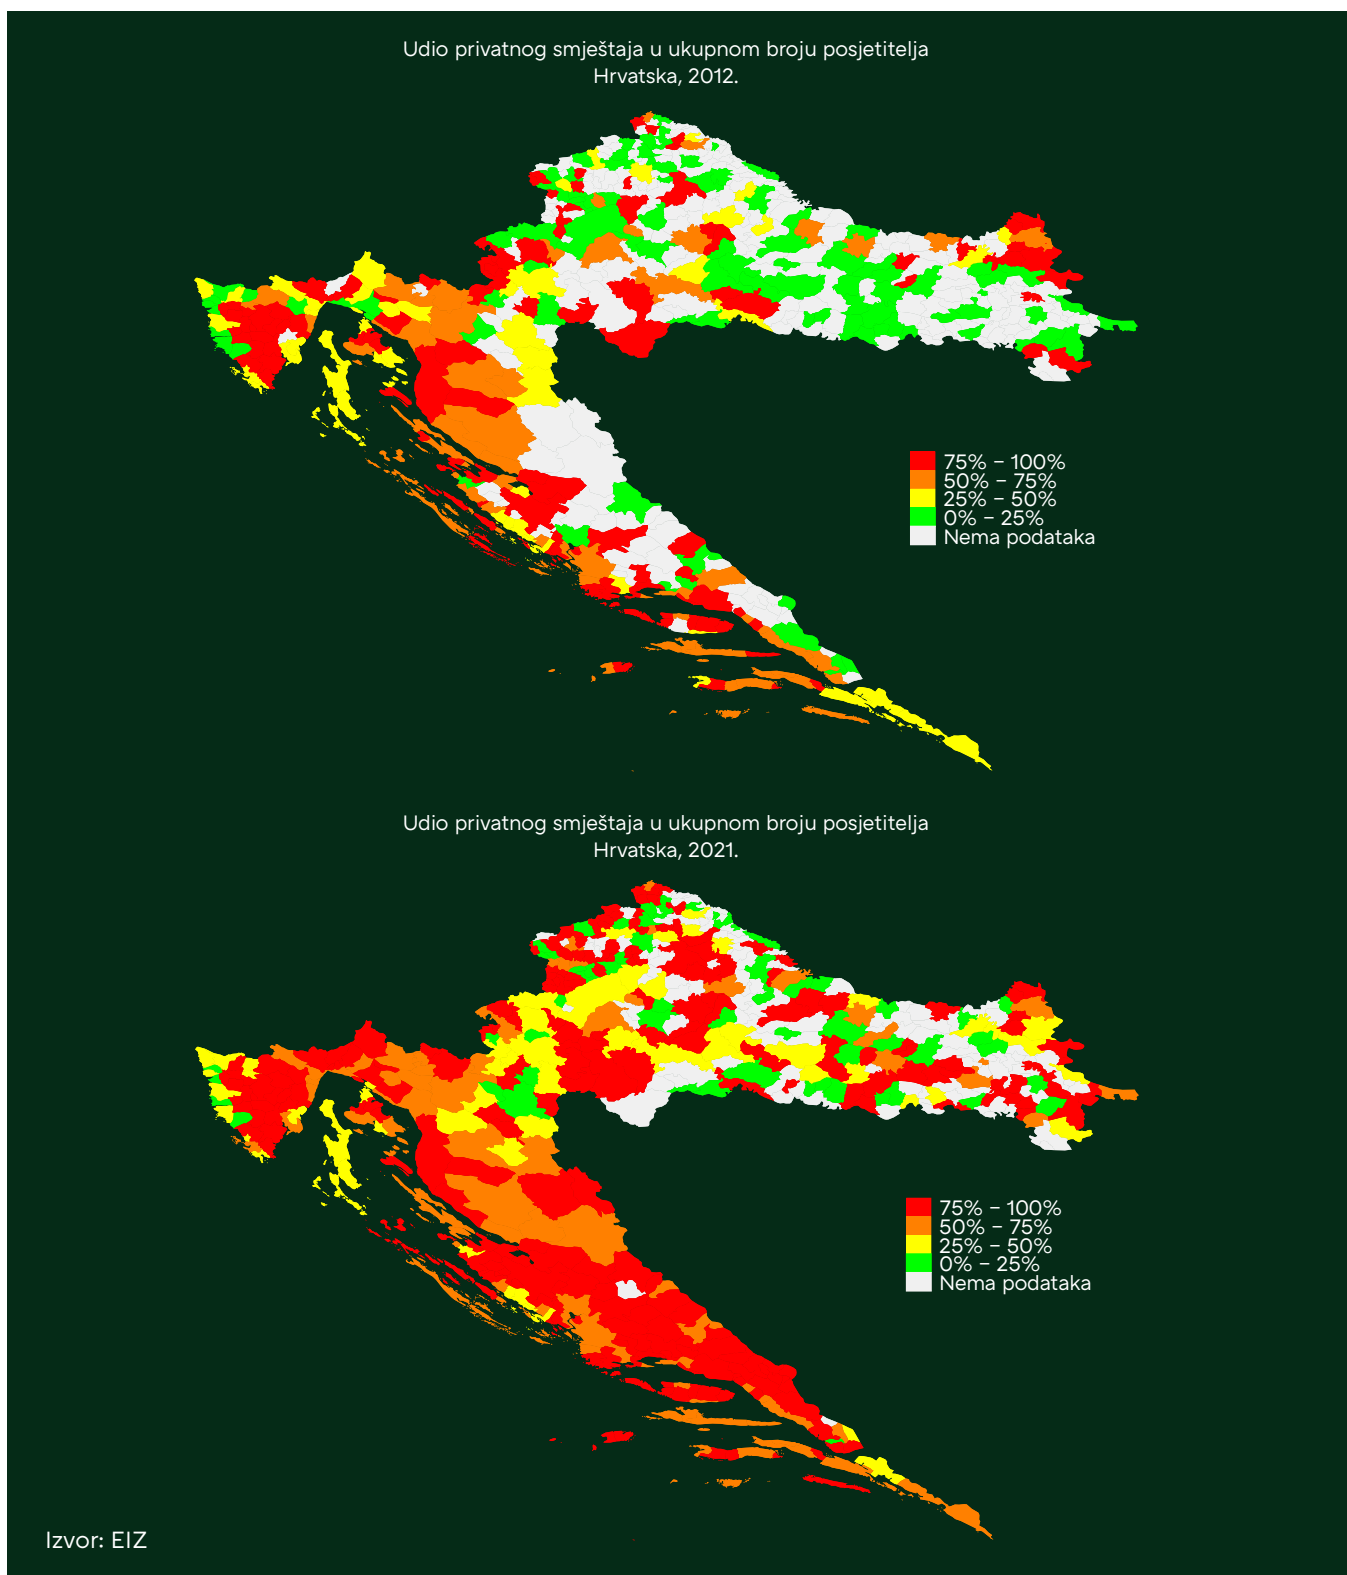 Udio privatnog smještaja u ukupnom broju posjetitelja
Hrvatska, 2012.
75% – 100%
50% – 75%
25% – 50%
0% – 25%
Nema podataka
Udio privatnog smještaja u ukupnom broju posjetitelja
Hrvatska, 2021.
75% – 100%
50% – 75%
25% – 50%
0% – 25%
Nema podataka
Izvor: EIZ